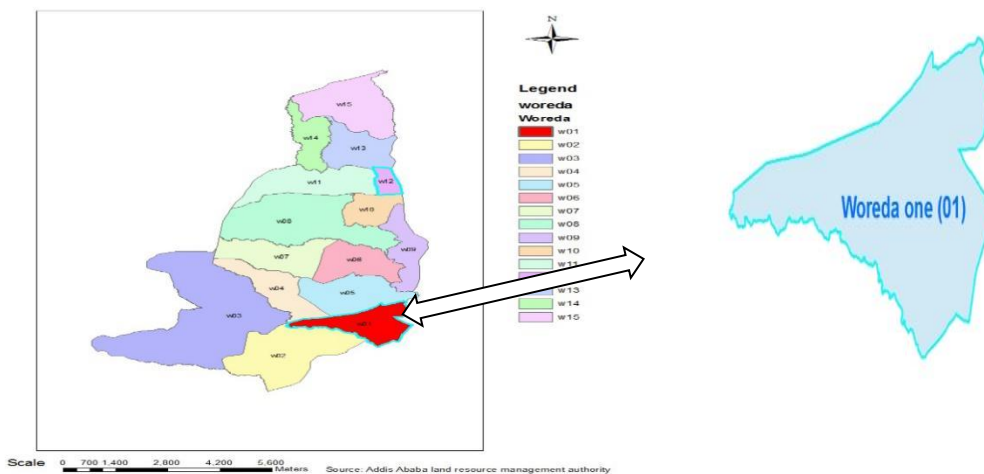 N
Legend
woreda
Woreda
w01
w02
w03
w04
w05
w06
w07
w08
w09
w10
w11
w13
w14
w15
w15
w14
w13
w11
w12
w10
w08
w09
w07
w06
w04
w05
w03
w02
Woreda one (01)
Scale 0 700 1,400 2,800 4,200 5,600
Meters
Source: Addis Ababa land resource management authority